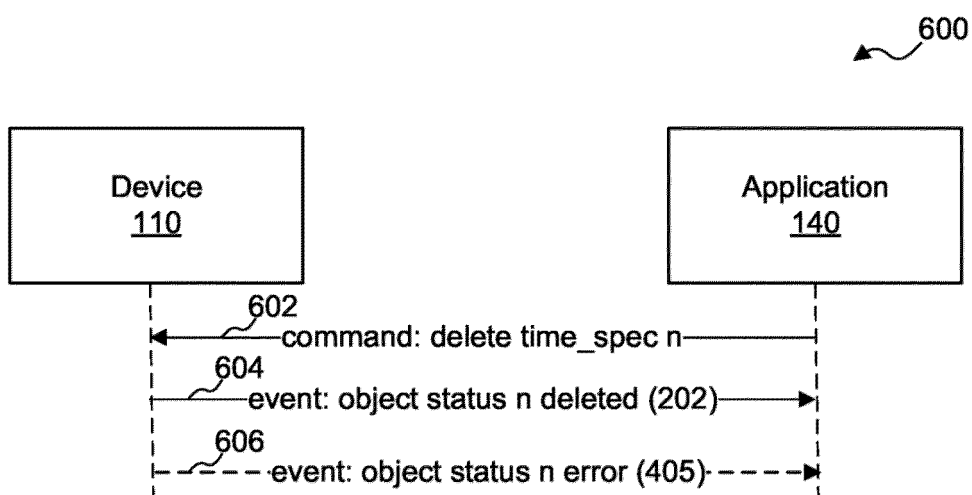 600
Device
110
Application
140
602
command: delete time_spec n
604
event: object status n deleted (202)
606
event: object status n error (405)